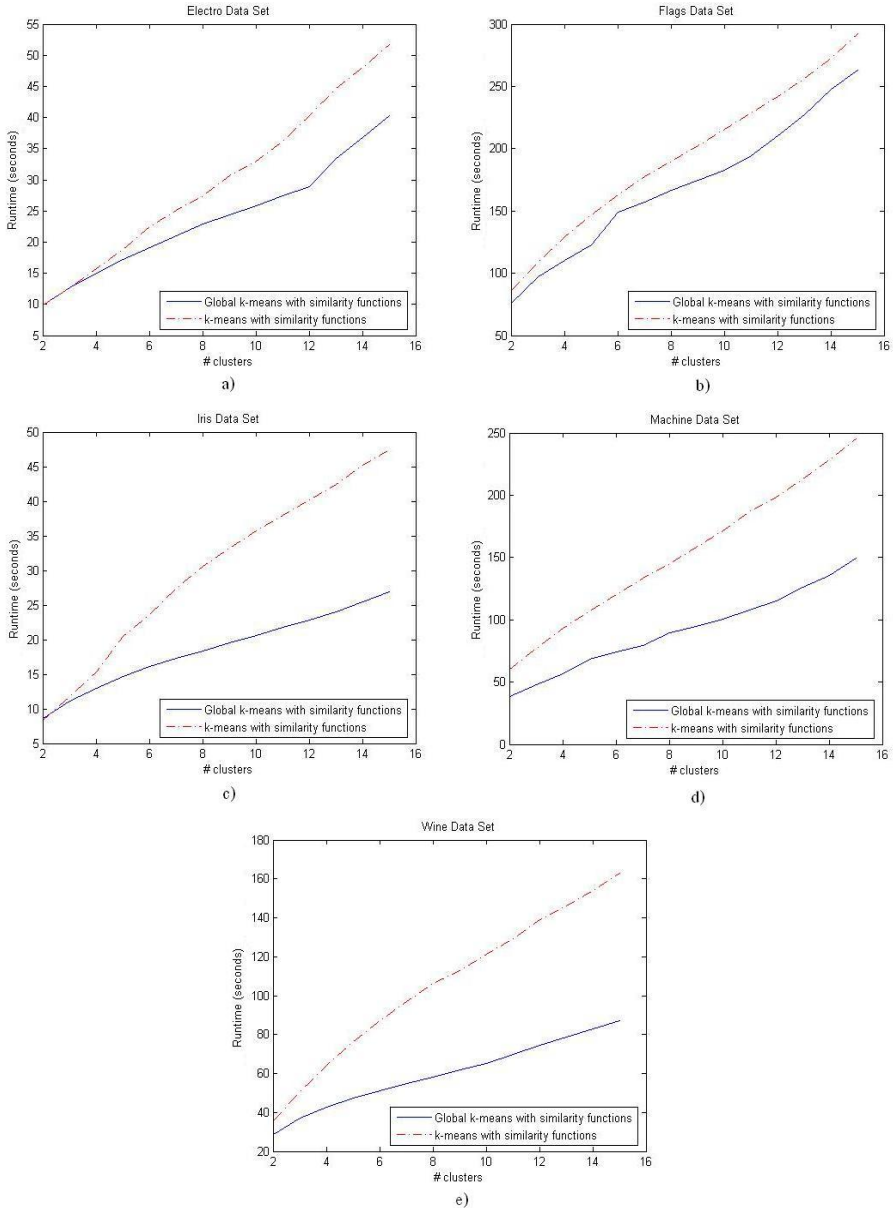 Electro Data Set
55
50
45
40
35
30
25
20
15
10
5
Runtime (seconds)
2 4 6 8 10 12 14 16
# clusters
Global k-means with similarity functions
k-means with similarity functions
a)
Flags Data Set
300
250
200
150
100
50
Runtime (seconds)
2 4 6 8 10 12 14 16
# clusters
Global k-means with similarity functions
k-means with similarity functions
b)
Iris Data Set
50
45
40
35
30
25
20
15
10
5
Runtime (seconds)
2 4 6 8 10 12 14 16
# clusters
Global k-means with similarity functions
k-means with similarity functions
c)
Machine Data Set
250
200
150
100
50
0
Runtime (seconds)
2 4 6 8 10 12 14 16
# clusters
Global k-means with similarity functions
k-means with similarity functions
d)
Wine Data Set
180
160
140
120
100
80
60
40
20
Runtime (seconds)
2 4 6 8 10 12 14 16
# clusters
Global k-means with similarity functions
k-means with similarity functions
e)